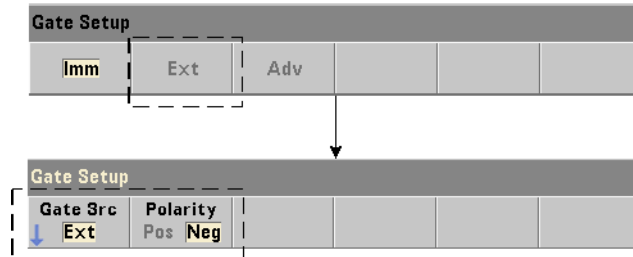 Gate Setup
Imm Ext Adv
Gate Setup
Gate Src Polarity
Ext Pos Neg